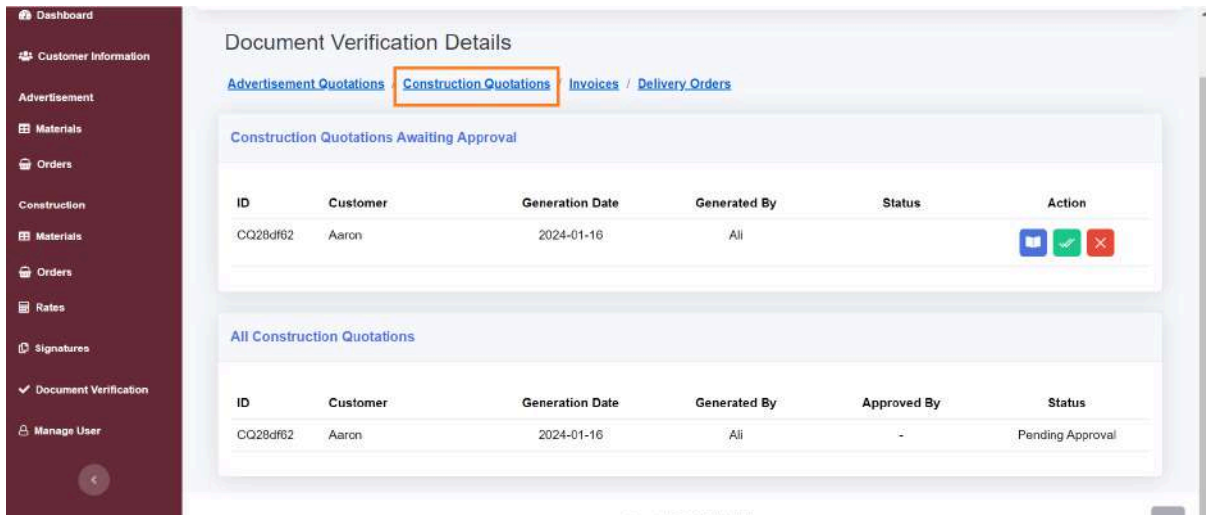 Dashboard
Customer Information
Advertisement
Materials
Orders
Construction
Materials
Orders
Rates
Signatures
Document Verification
Manage User
Document Verification Details
Advertisement Quotations / Construction Quotations / Invoices / Delivery Orders
Construction Quotations Awaiting Approval
ID Customer Generation Date Generated By Status Action
CQ28df62 Aaron 2024-01-16 Ali
All Construction Quotations
ID Customer Generation Date Generated By Approved By Status
CQ28df62 Aaron 2024-01-16 Ali - Pending Approval